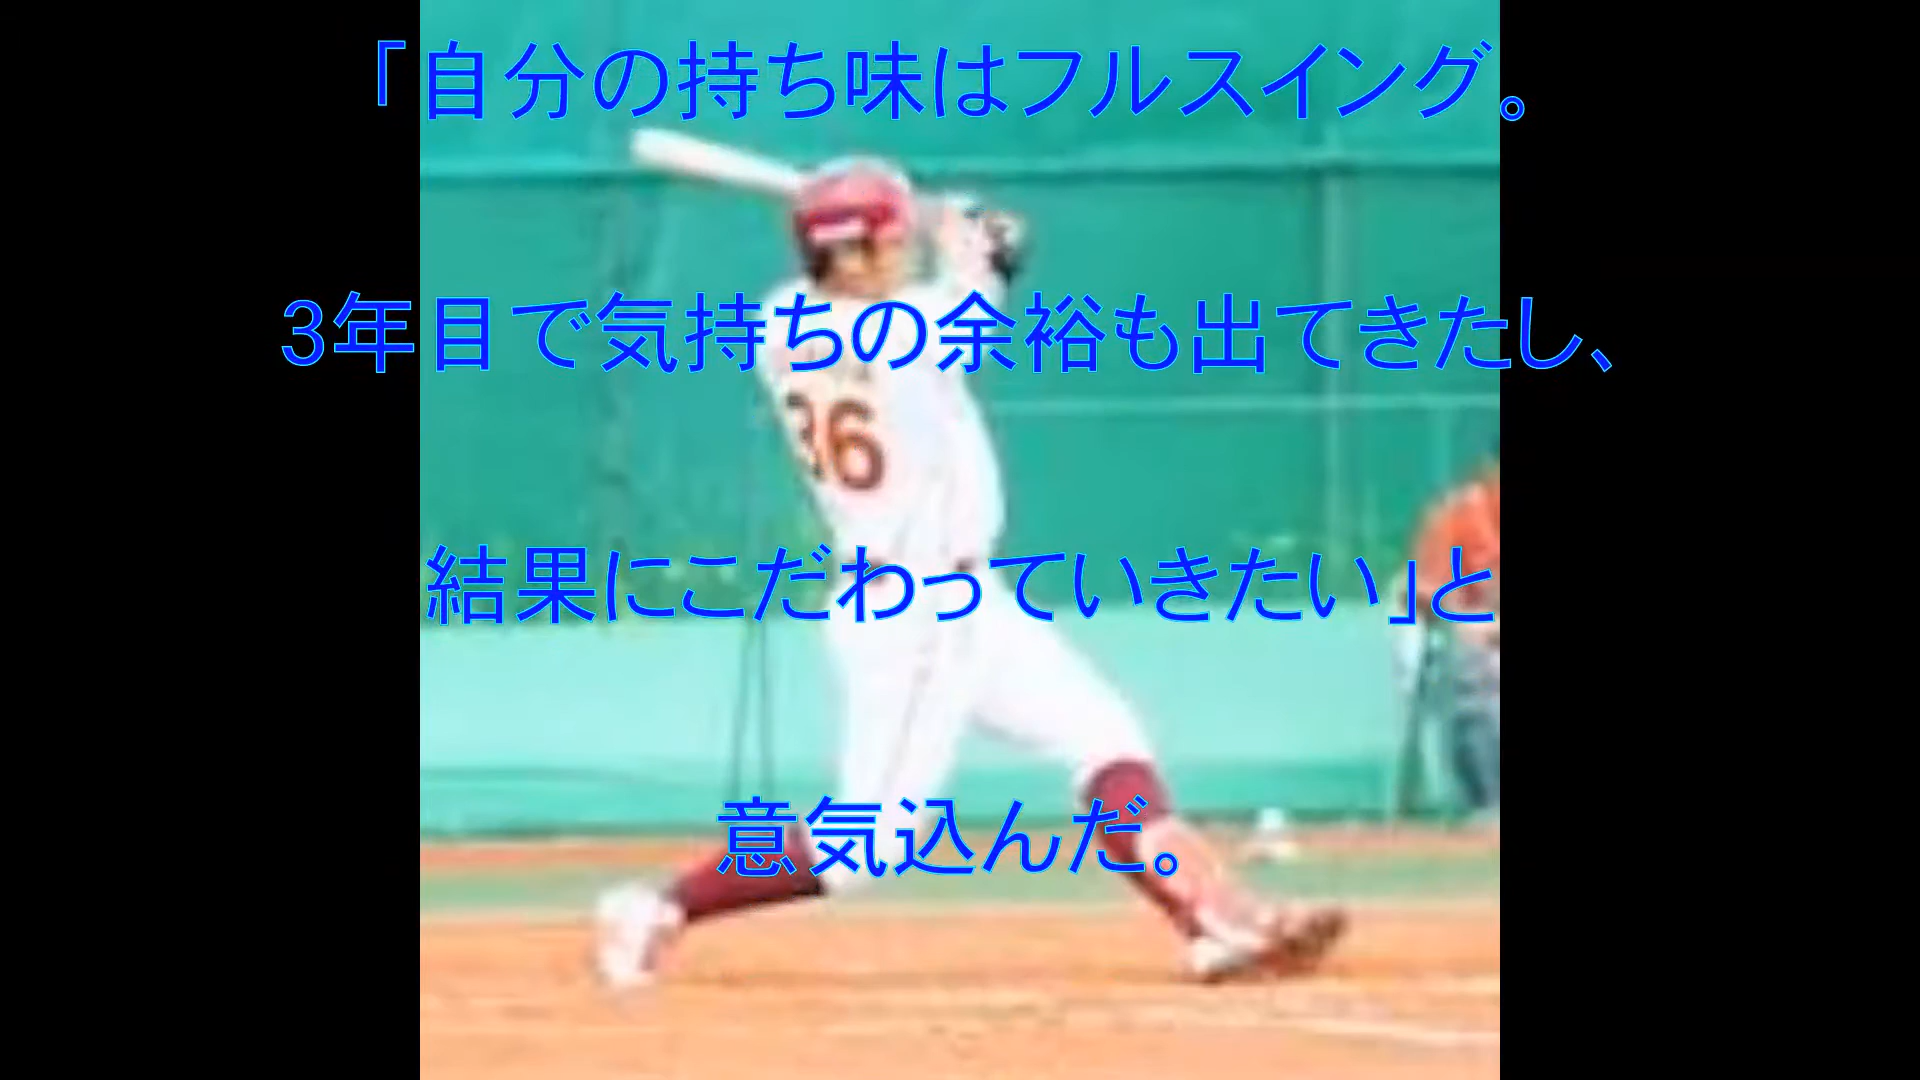 「自分の持ち味はフルスイング。
3年目で気持ちの余裕も出てきたし、
36
結果にこだわっていきたい」と
意気込んだ。